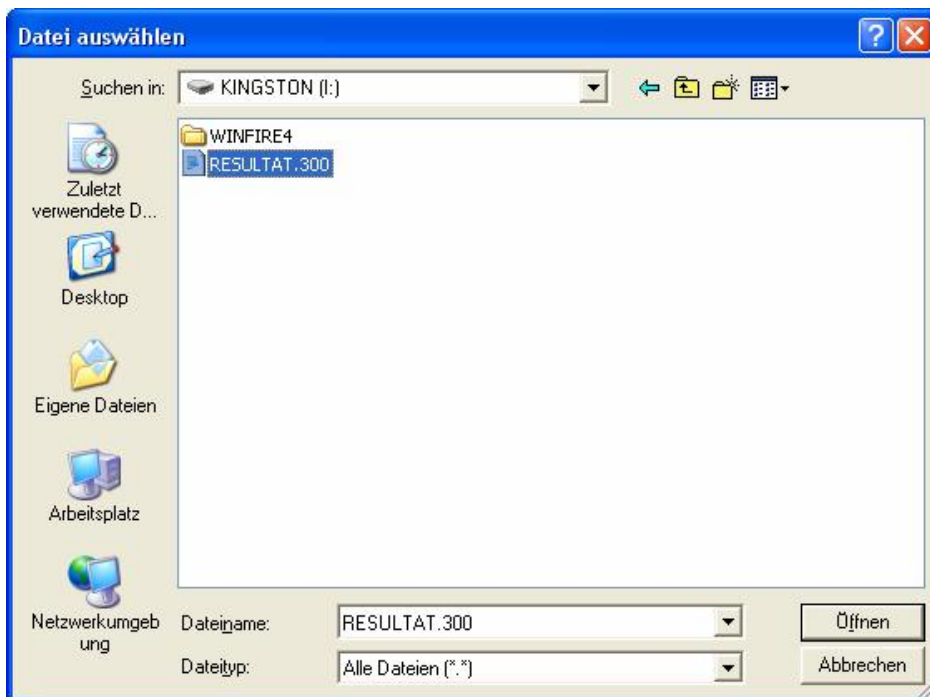 Datei auswählen
Suchen in: KINGSTON (I:)
WINFIRE4
RESULTAT.300
Zuletzt
verwendete D...
Desktop
Eigene Dateien
Arbeitsplatz
Netzwerkumgeb
ung
Dateiname: RESULTAT.300 Öffnen
Dateityp: Alle Dateien (*.*) Abbrechen